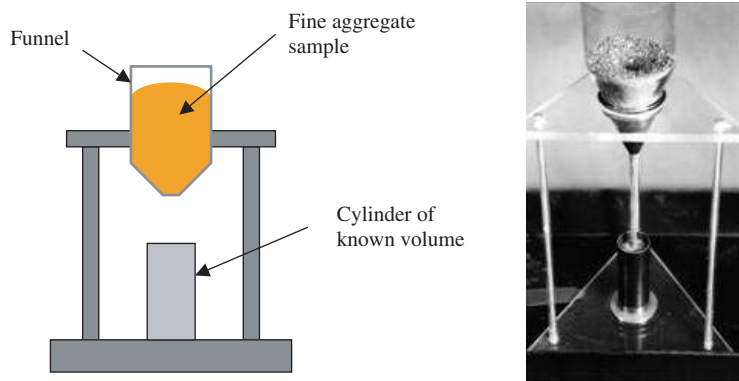 Funnel
Fine aggregate
sample
Cylinder of
known volume